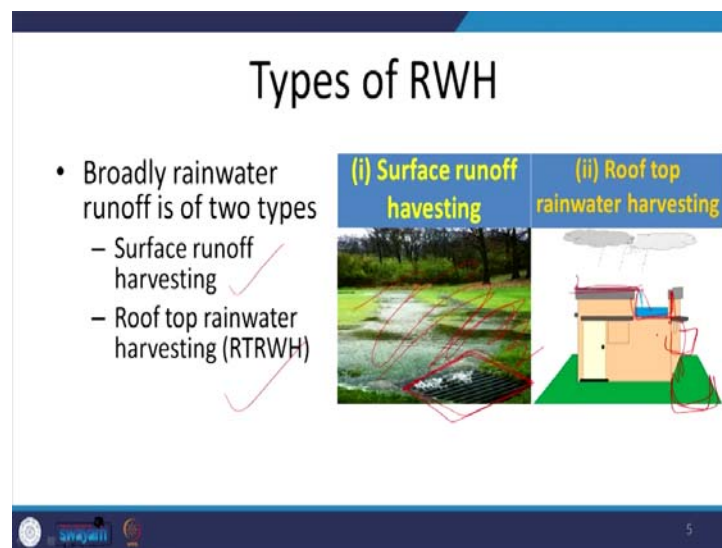 Types of RWH
• Broadly rainwater
runoff is of two types
– Surface runoff
harvesting
– Roof top rainwater
harvesting (RTRWH)
(i) Surface runoff
havesting
(ii) Roof top
rainwater harvesting
swayam
5